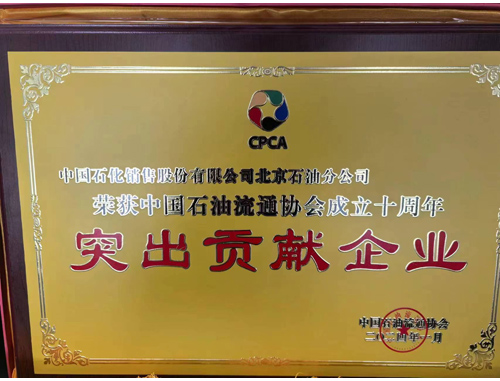 CPCA
中国石化销售股份有限公司北京石油分公司
荣获中国石油流通协会成立十周年
突出贡献企业
中国石油流通协会
二〇二四年一月